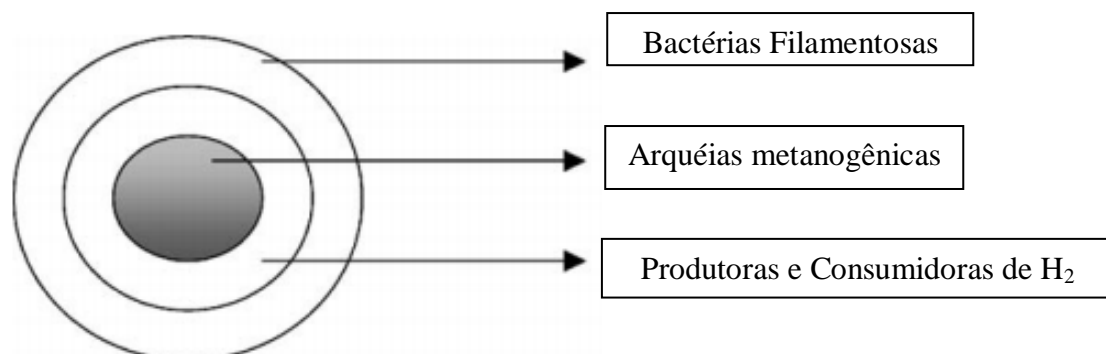 Bactérias Filamentosas
Arquéias metanogênicas
Produtoras e Consumidoras de H₂